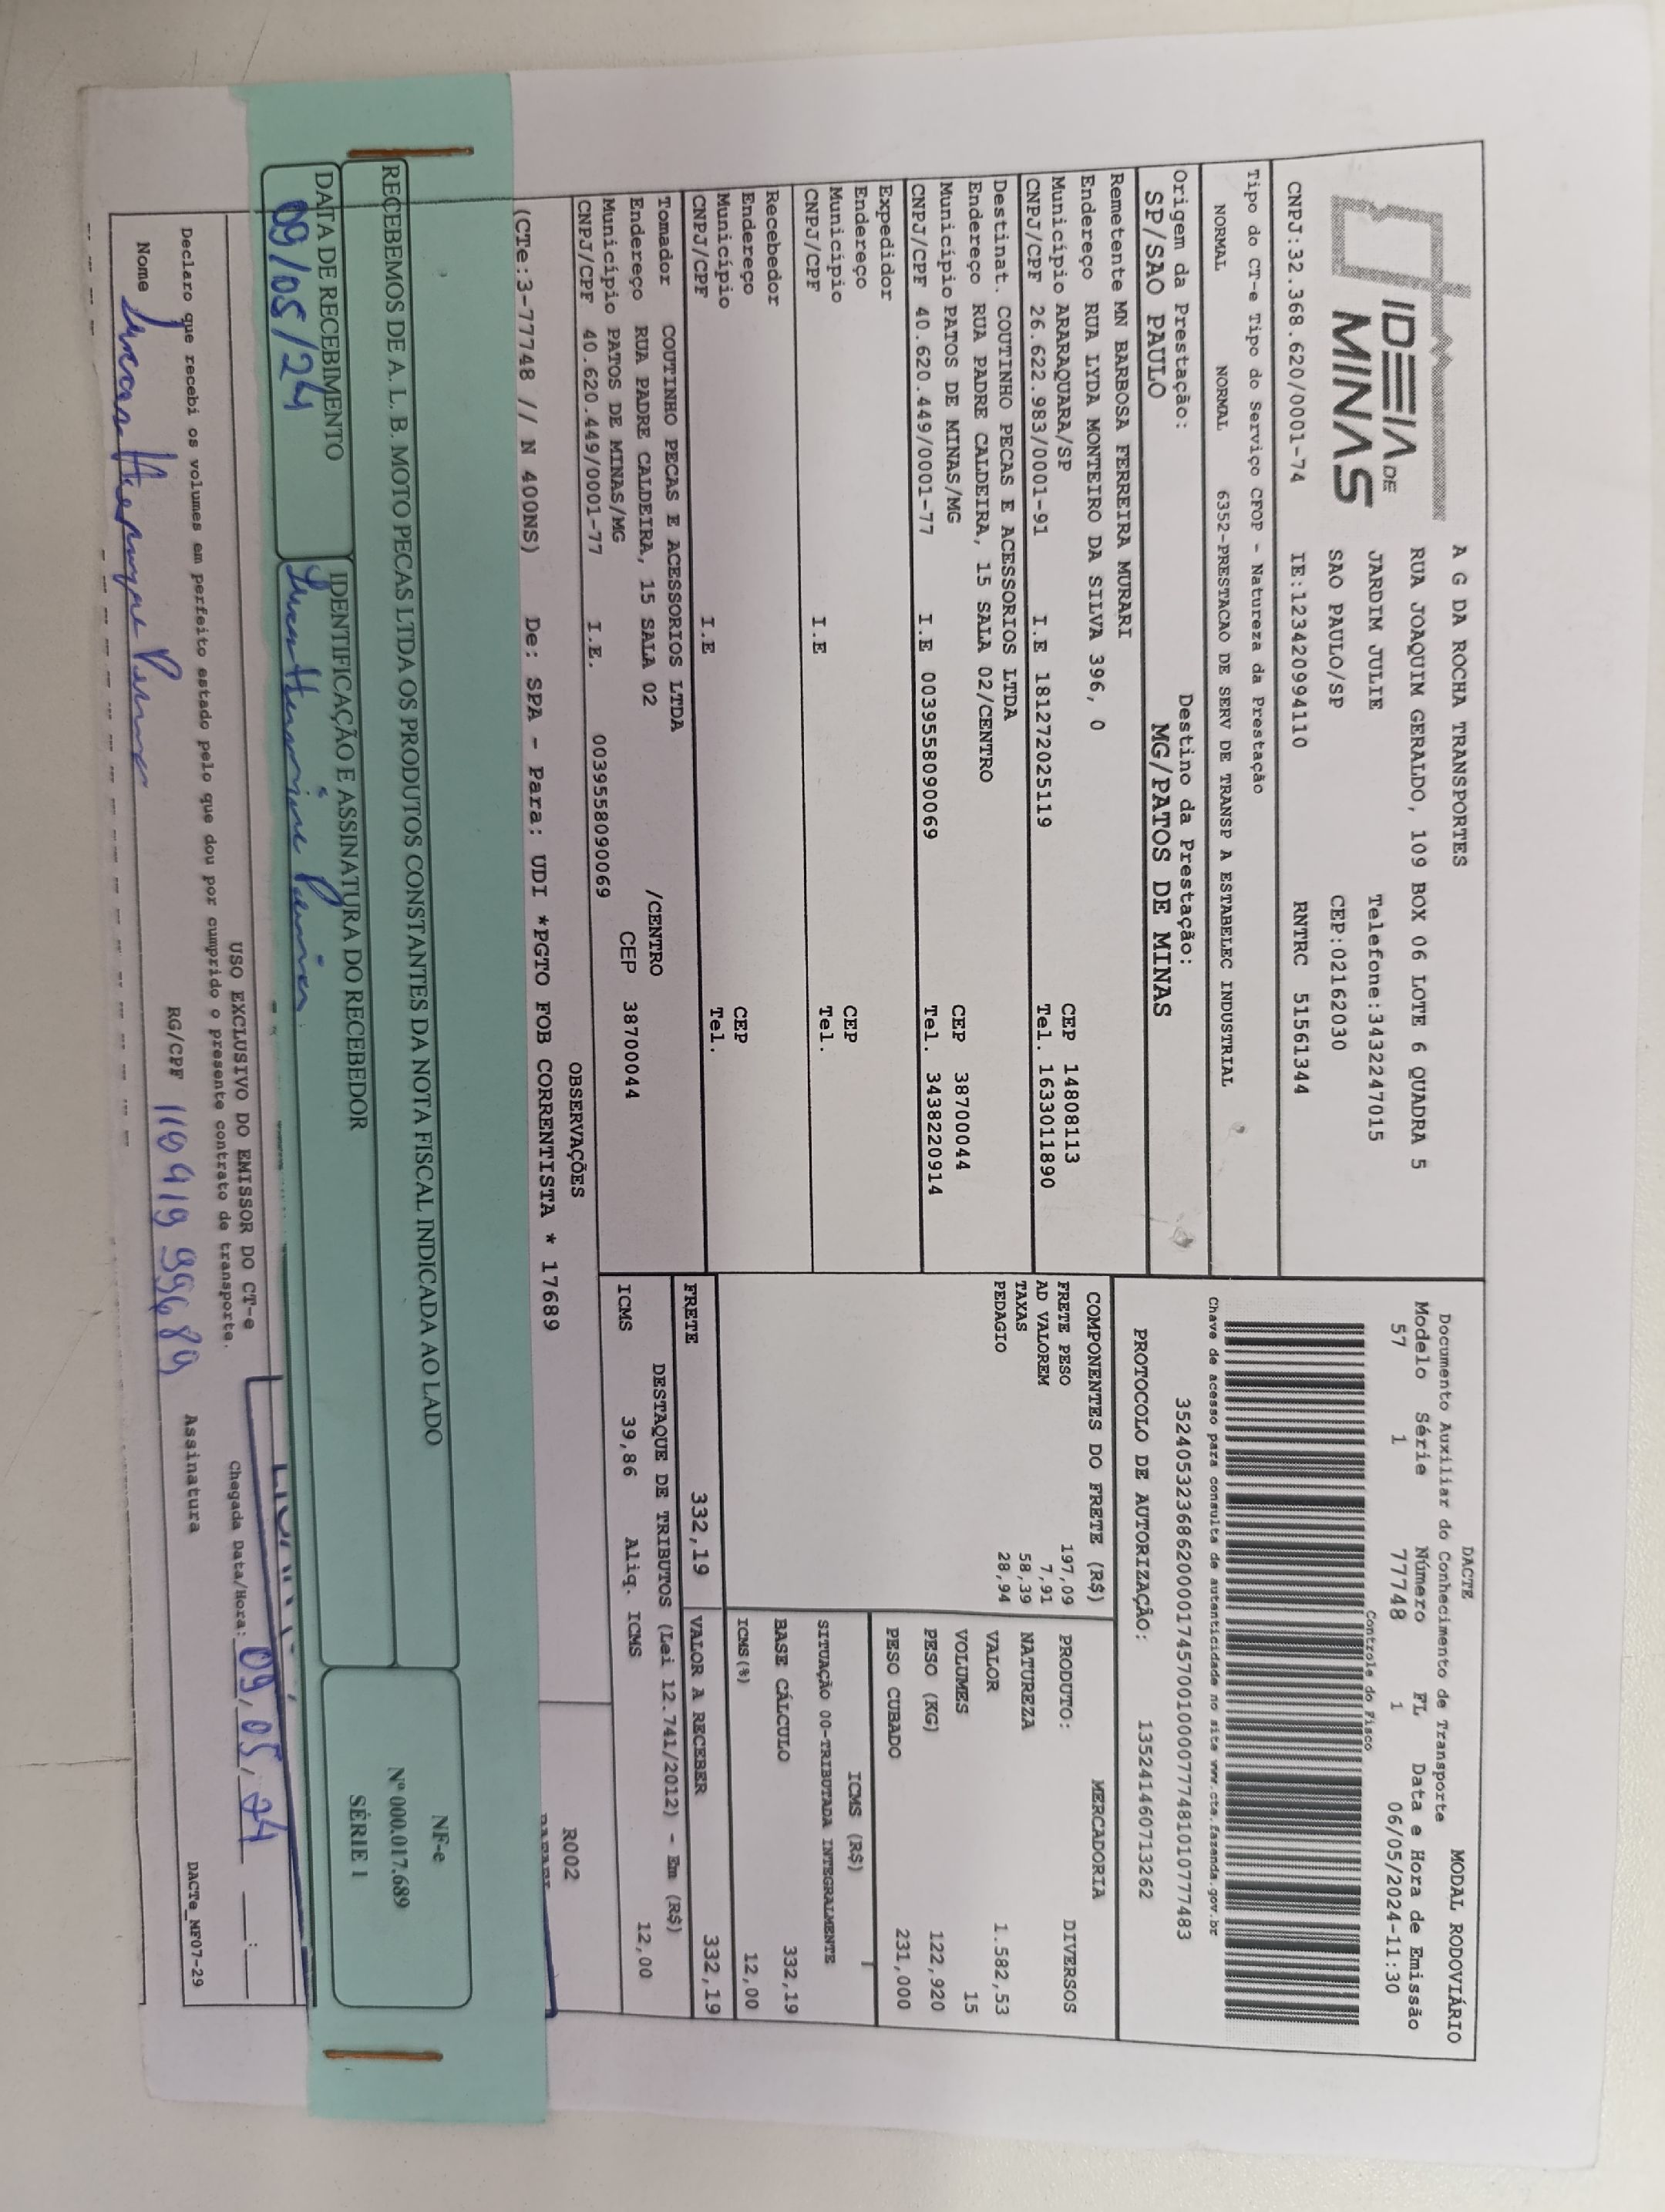 IDEIA DE
MINAS
A G DA ROCHA TRANSPORTES
RUA JOAQUIM GERALDO, 109 BOX 06 LOTE 6 QUADRA 5
JARDIM JULIE Telefone:3432247015
SAO PAULO/SP CEP:02162030
CNPJ:32.368.620/0001-74 IE:123420994110 RNTRC 51561344
DACTE MODAL RODOVIÁRIO
Documento Auxiliar do Conhecimento de Transporte
Modelo Série Número FL Data e Hora de Emissão
57 1 77748 1 06/05/2024-11:30
Controle do Fisco
Chave de acesso para consulta de autenticidade no site www.cte.fazenda.gov.br
35240532368620000174570010000777481010777483
PROTOCOLO DE AUTORIZAÇÃO: 135241460713262
Tipo do CT-e Tipo do Serviço CFOP - Natureza da Prestação
NORMAL NORMAL 6352-PRESTACAO DE SERV DE TRANSP A ESTABELEC INDUSTRIAL
Origem da Prestação: Destino da Prestação:
SP/SAO PAULO MG/PATOS DE MINAS
Remetente MN BARBOSA FERREIRA MURARI
Endereço RUA LYDA MONTEIRO DA SILVA 396, 0
Município ARARAQUARA/SP CEP 14808113
CNPJ/CPF 26.622.983/0001-91 I.E 181272025119 Tel. 1633011890
Destinat. COUTINHO PECAS E ACESSORIOS LTDA
Endereço RUA PADRE CALDEIRA, 15 SALA 02/CENTRO
Município PATOS DE MINAS/MG CEP 38700044
CNPJ/CPF 40.620.449/0001-77 I.E 0039558090069 Tel. 3438220914
Expedidor
Endereço
Município CEP
CNPJ/CPF I.E Tel.
Recebedor
Endereço
Município CEP
CNPJ/CPF I.E Tel.
Tomador COUTINHO PECAS E ACESSORIOS LTDA
Endereço RUA PADRE CALDEIRA, 15 SALA 02 /CENTRO
Município PATOS DE MINAS/MG CEP 38700044
CNPJ/CPF 40.620.449/0001-77 I.E. 0039558090069
COMPONENTES DO FRETE (R$)
FRETE PESO 197,09
AD VALOREM 7,91
TAXAS 58,39
PEDAGIO 28,94
FRETE 332,19
MERCADORIA
PRODUTO: DIVERSOS
NATUREZA
VALOR 1.582,53
VOLUMES 15
PESO (KG) 122,920
PESO CUBADO 231,000
ICMS (R$)
SITUAÇÃO 00-TRIBUTADA INTEGRALMENTE
BASE CÁLCULO 332,19
ICMS(%) 12,00
VALOR A RECEBER 332,19
DESTAQUE DE TRIBUTOS (Lei 12.741/2012) - Em (R$)
ICMS 39,86 Aliq. ICMS 12,00
OBSERVAÇÕES
(CTe:3-77748 // N 400NS) De: SPA - Para: UDI *PGTO FOB CORRENTISTA * 17689
R002
RECEBEMOS DE A. L. B. MOTO PECAS LTDA OS PRODUTOS CONSTANTES DA NOTA FISCAL INDICADA AO LADO
DATA DE RECEBIMENTO IDENTIFICAÇÃO E ASSINATURA DO RECEBEDOR
09/05/24
NF-e
Nº 000.017.689
SÉRIE 1
USO EXCLUSIVO DO EMISSOR DO CT-e
Declaro que recebi os volumes em perfeito estado pelo que dou por cumprido o presente contrato de transporte.
Chegada Data/Hora: 09/05/24 __:__
Nome RG/CPF 11091999689 Assinatura
DACTe_NF07-29